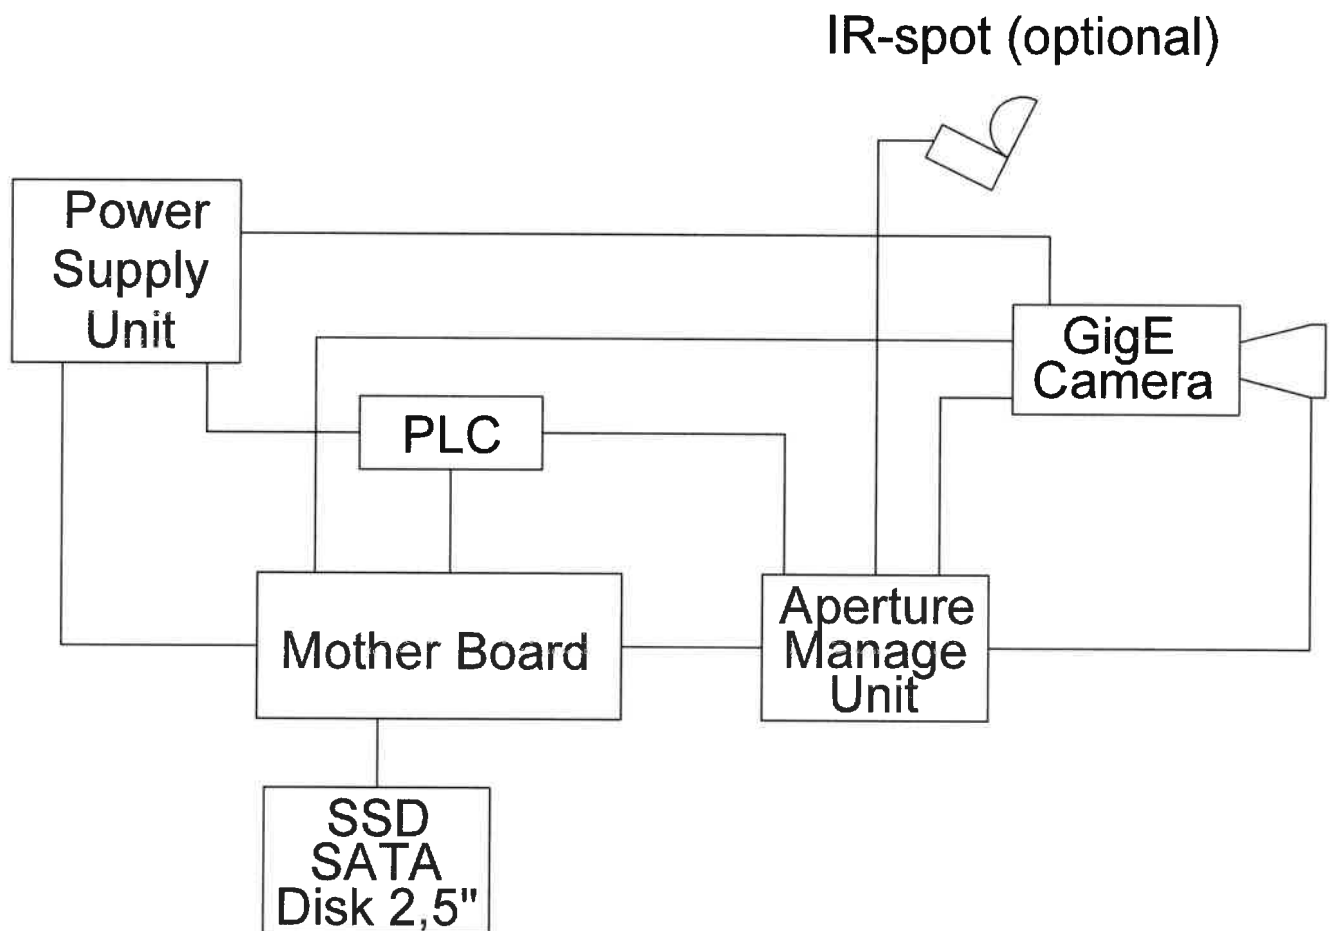 IR-spot (optional)
Power
Supply
Unit
GigE
Camera
PLC
Mother Board
Aperture
Manage
Unit
SSD
SATA
Disk 2,5"